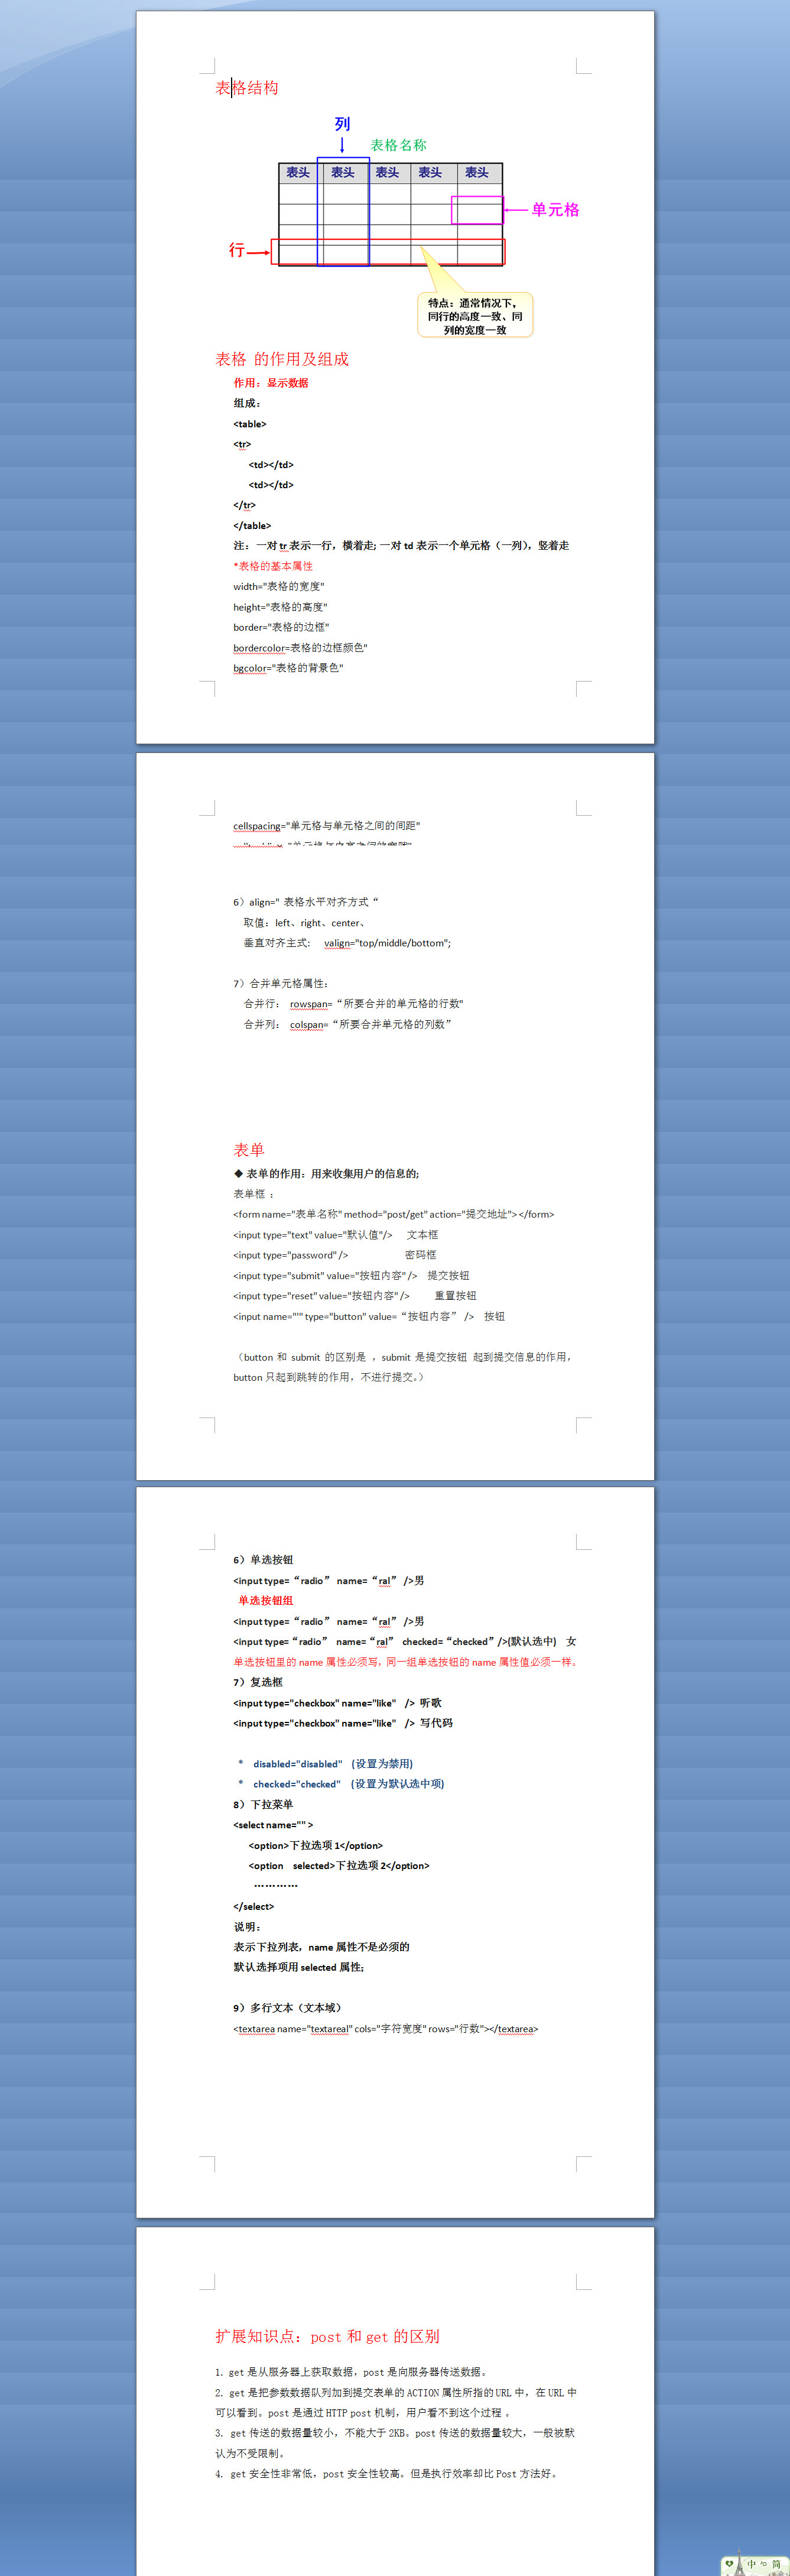 表格结构
列
表格名称
表头 表头 表头 表头 表头
单元格
行
特点：通常情况下，
同行的高度一致、同
列的宽度一致
表格 的作用及组成
作用：显示数据
组成：
<table>
<tr>
<td></td>
<td></td>
</tr>
</table>
注：一对 tr 表示一行，横着走; 一对 td 表示一个单元格（一列），竖着走
*表格的基本属性
width="表格的宽度"
height="表格的高度"
border="表格的边框"
bordercolor=表格的边框颜色"
bgcolor="表格的背景色"
cellspacing="单元格与单元格之间的间距"
6）align=" 表格水平对齐方式 “
取值：left、right、center、
垂直对齐主式: valign="top/middle/bottom";
7）合并单元格属性：
合并行： rowspan=“所要合并的单元格的行数"
合并列： colspan=“所要合并单元格的列数”
表单
◆ 表单的作用：用来收集用户的信息的;
表单框 ：
<form name="表单名称" method="post/get" action="提交地址"></form>
<input type="text" value="默认值"/> 文本框
<input type="password" /> 密码框
<input type="submit" value="按钮内容" /> 提交按钮
<input type="reset" value="按钮内容" /> 重置按钮
<input name="" type="button" value=“按钮内容” /> 按钮
（button 和 submit 的区别是 ，submit 是提交按钮 起到提交信息的作用，
button 只起到跳转的作用，不进行提交。）
6）单选按钮
<input type=“radio” name=“ral” />男
单选按钮组
<input type=“radio” name=“ral” />男
<input type=“radio” name=“ral” checked=“checked”/>(默认选中) 女
单选按钮里的 name 属性必须写，同一组单选按钮的 name 属性值必须一样。
7）复选框
<input type="checkbox" name="like" /> 听歌
<input type="checkbox" name="like" /> 写代码
* disabled="disabled" (设置为禁用)
* checked="checked" (设置为默认选中项)
8）下拉菜单
<select name="" >
<option>下拉选项 1</option>
<option selected>下拉选项 2</option>
…………
</select>
说明：
表示下拉列表，name 属性不是必须的
默认选择项用 selected 属性;
9）多行文本（文本域）
<textarea name="textareal" cols="字符宽度" rows="行数"></textarea>
扩展知识点：post 和 get 的区别
1. get 是从服务器上获取数据，post 是向服务器传送数据。
2. get 是把参数数据队列加到提交表单的 ACTION 属性所指的 URL 中，在 URL 中
可以看到。post 是通过 HTTP post 机制，用户看不到这个过程 。
3. get 传送的数据量较小，不能大于 2KB。post 传送的数据量较大，一般被默
认为不受限制。
4. get 安全性非常低，post 安全性较高。但是执行效率却比 Post 方法好。
中 简